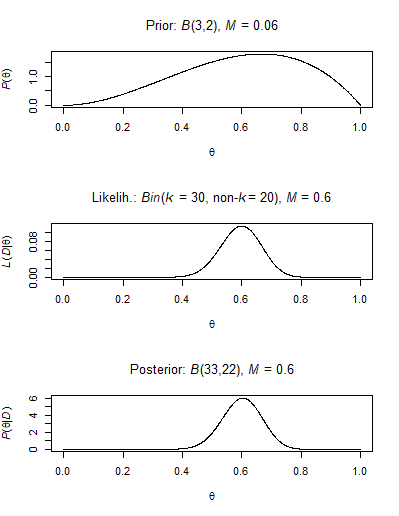 Prior: B(3,2), M = 0.06
P(θ)
0.0 1.0
0.0 0.2 0.4 0.6 0.8 1.0
θ
Likelih.: Bin(k = 30, non-k= 20), M = 0.6
L(D|θ)
0.00 0.08
0.0 0.2 0.4 0.6 0.8 1.0
θ
Posterior: B(33,22), M = 0.6
P(θ|D)
0 2 4 6
0.0 0.2 0.4 0.6 0.8 1.0
θ